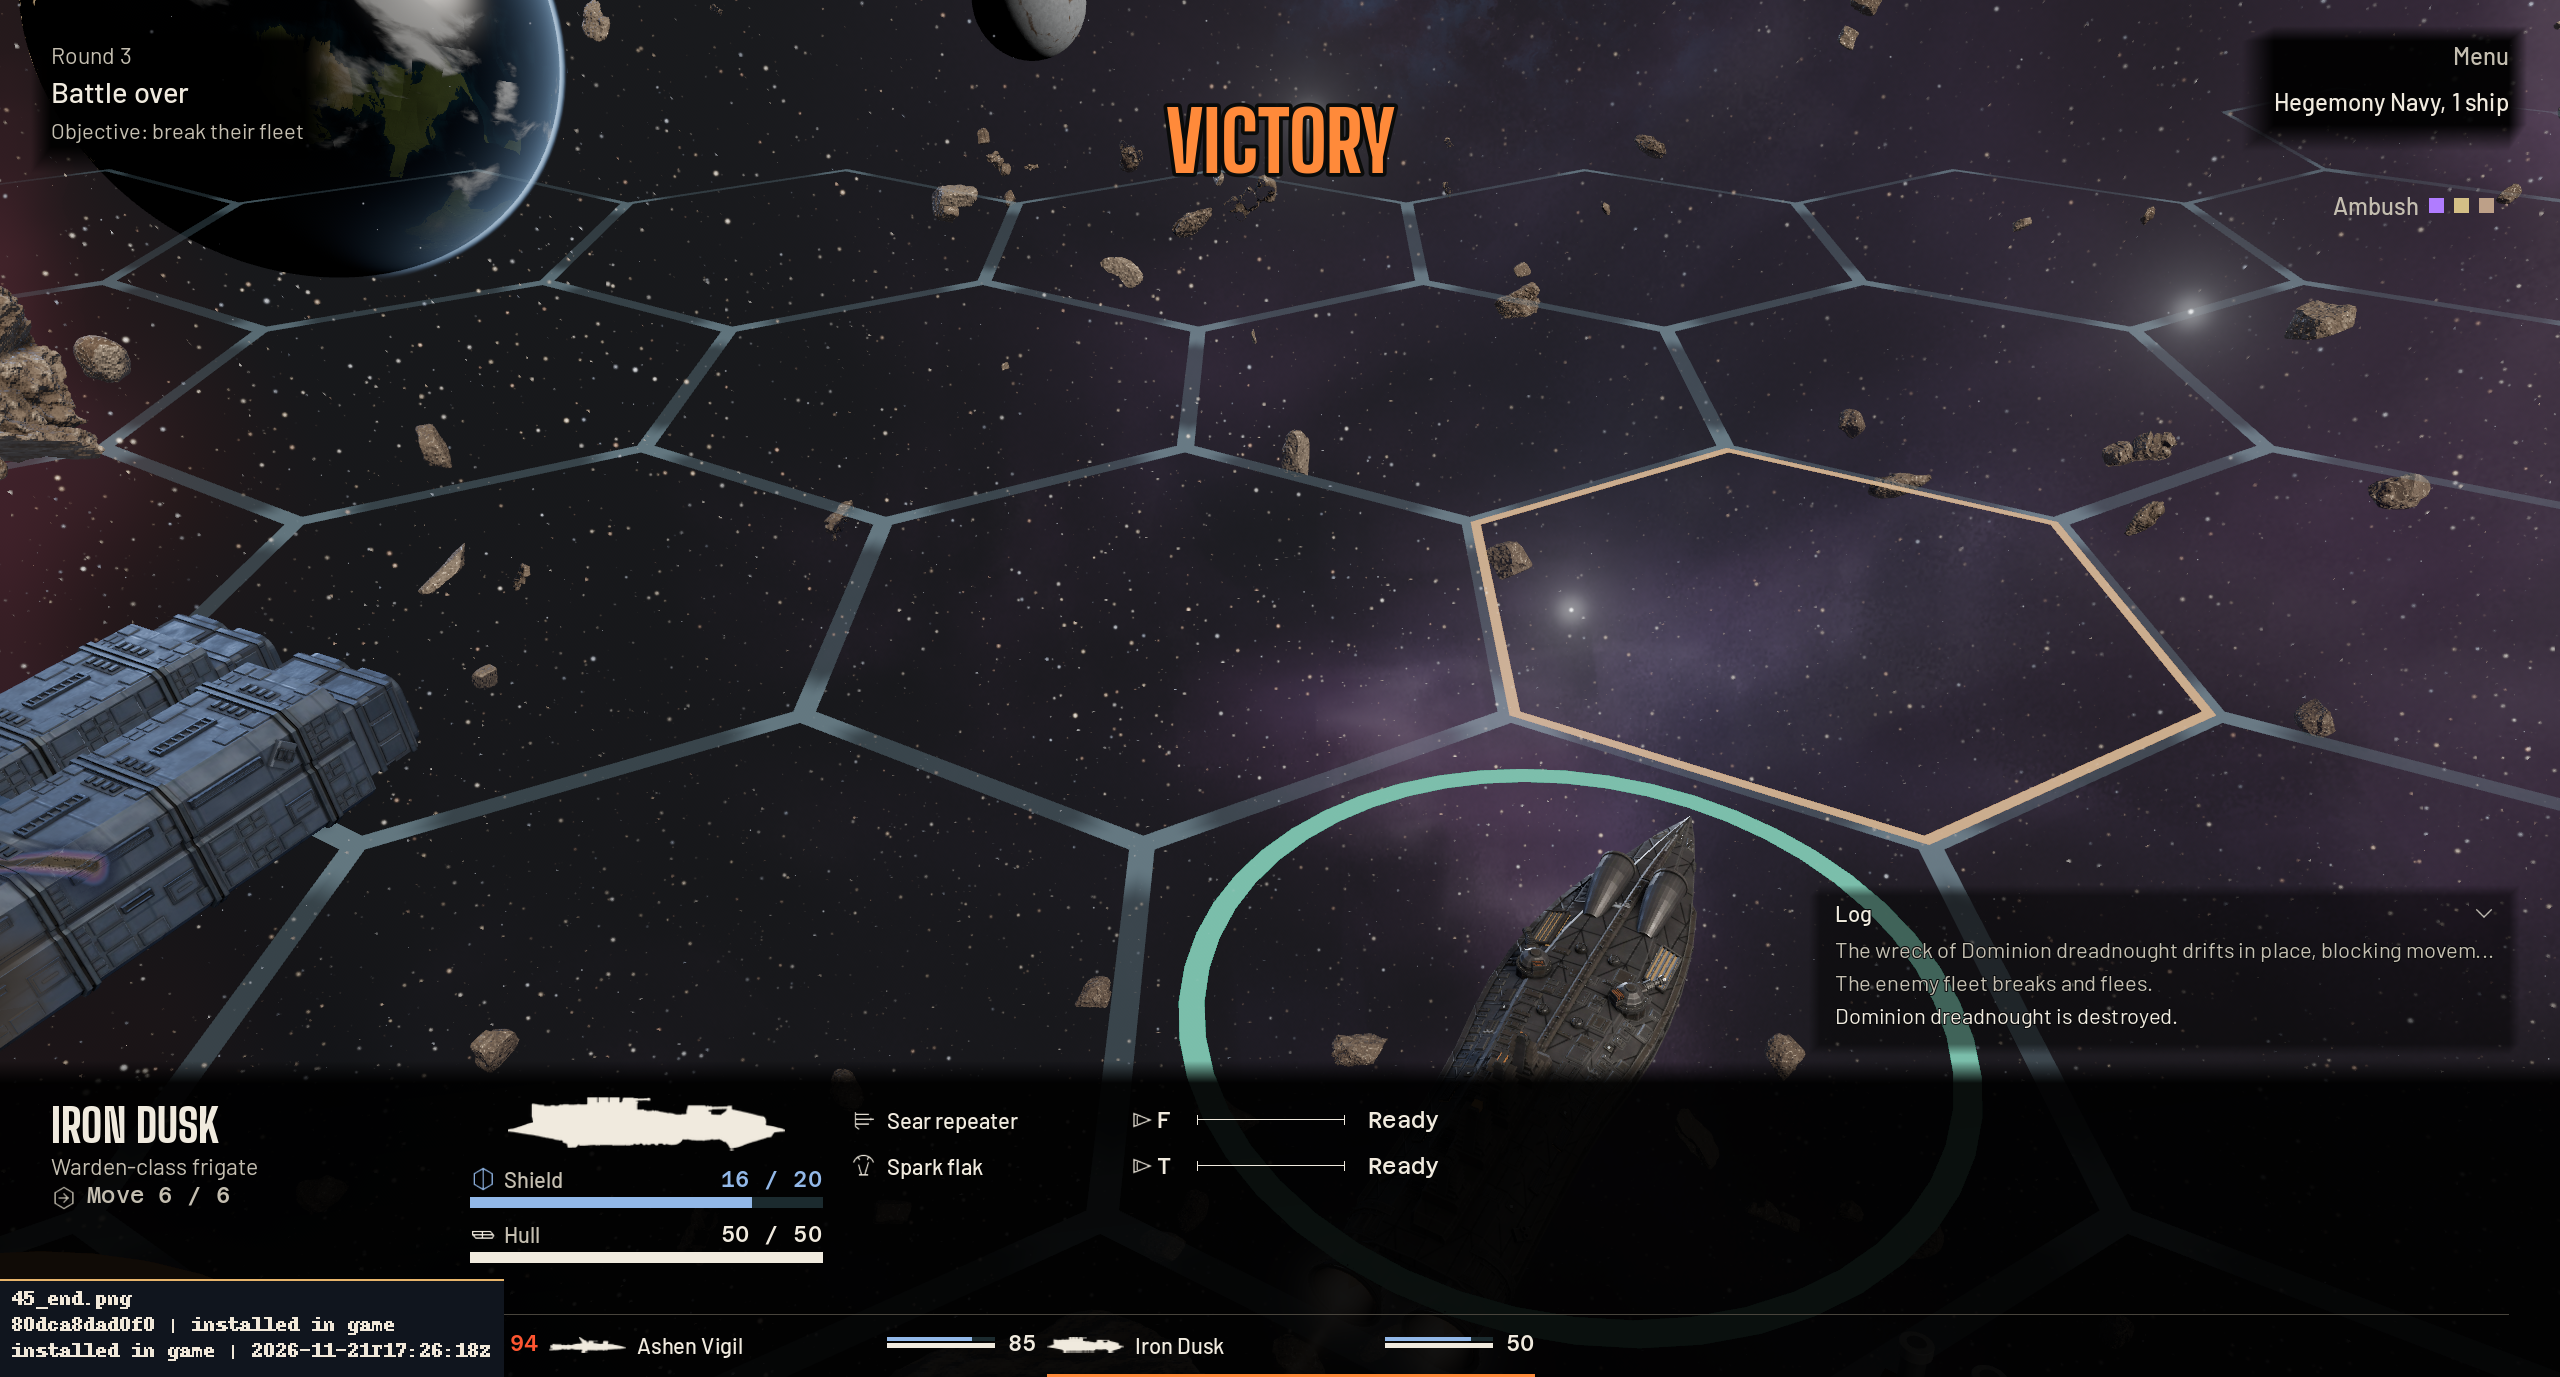 Round 3
Battle over
Objective: break their fleet
VICTORY
Menu
Hegemony Navy, 1 ship
Ambush
Log
The wreck of Dominion dreadnought drifts in place, blocking movem...
The enemy fleet breaks and flees.
Dominion dreadnought is destroyed.
IRON DUSK
Warden-class frigate
Move 6 / 6
Shield 16 / 20
Hull 50 / 50
Sear repeater F Ready
Spark flak T Ready
45_end.png
80dca8dad0f0 | installed in game
installed in game | 2026-11-21r17:26:18z
94 Ashen Vigil 85 Iron Dusk 50